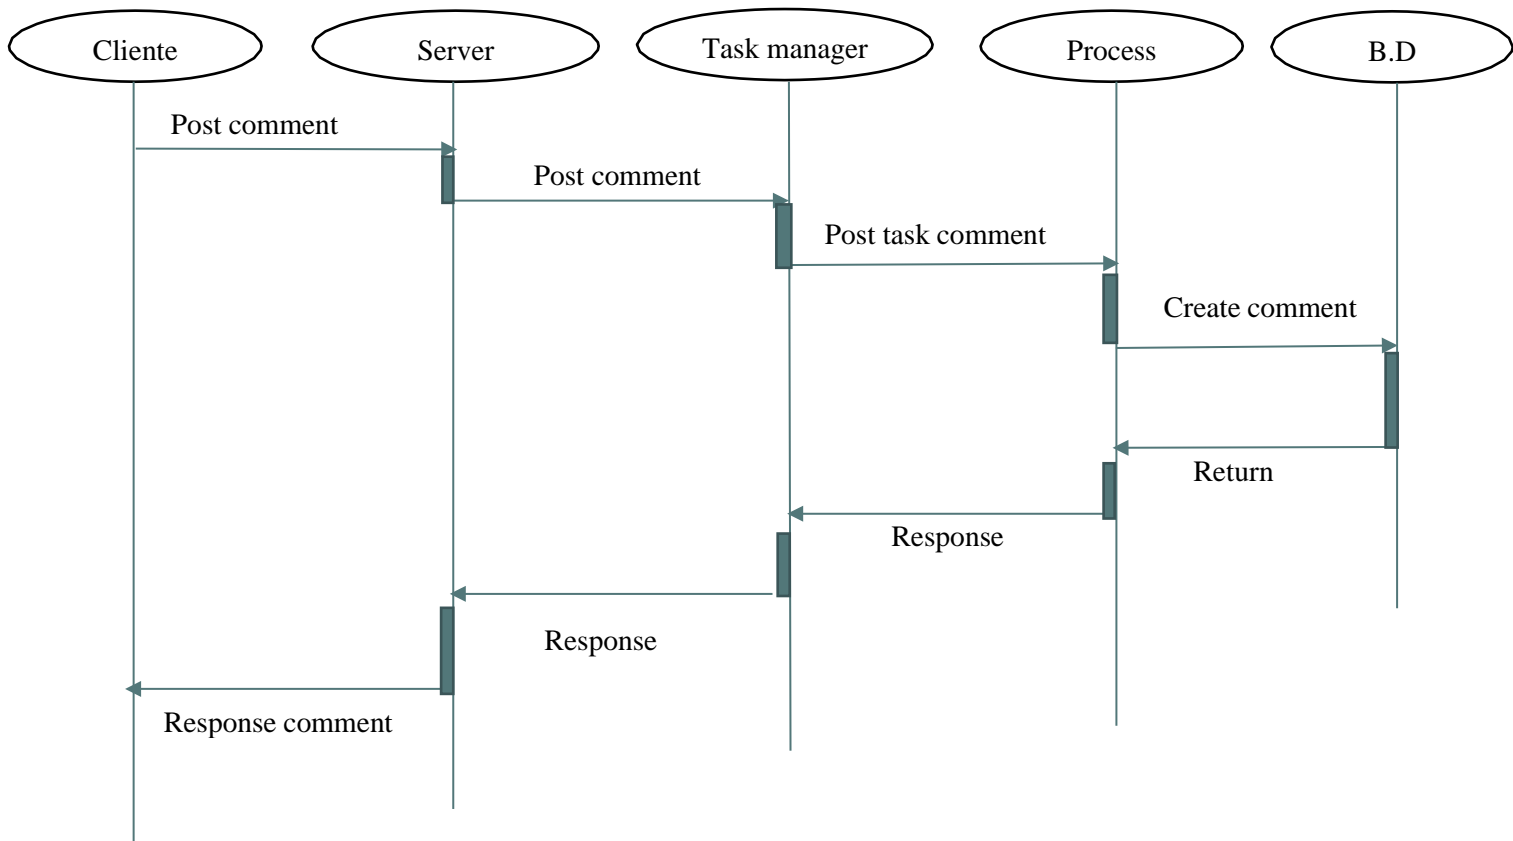 Cliente
Server
Task manager
Process
B.D
Post comment
Post comment
Post task comment
Create comment
Return
Response
Response
Response comment